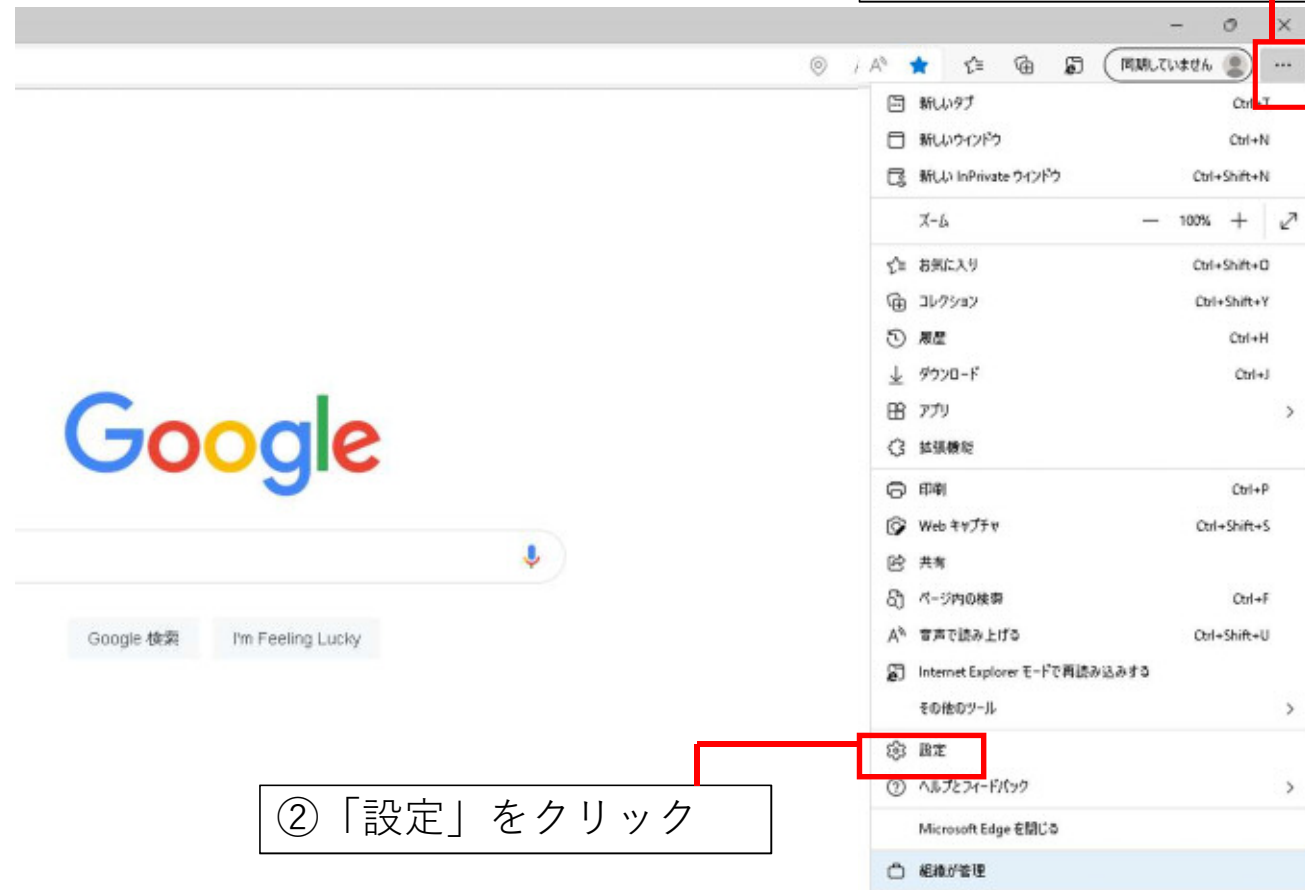 同期していません
新しいタブ Ctrl+T
新しいウィンドウ Ctrl+N
新しい InPrivate ウィンドウ Ctrl+Shift+N
ズーム 100%
お気に入り Ctrl+Shift+O
コレクション Ctrl+Shift+Y
履歴 Ctrl+H
ダウンロード Ctrl+J
アプリ
拡張機能
印刷 Ctrl+P
Web キャプチャ Ctrl+Shift+S
共有
ページ内の検索 Ctrl+F
音声で読み上げる Ctrl+Shift+U
Internet Explorer モードで再読み込みする
その他のツール
設定
ヘルプとフィードバック
Microsoft Edge を閉じる
組織が管理
Google
Google 検索 I'm Feeling Lucky
②「設定」をクリック